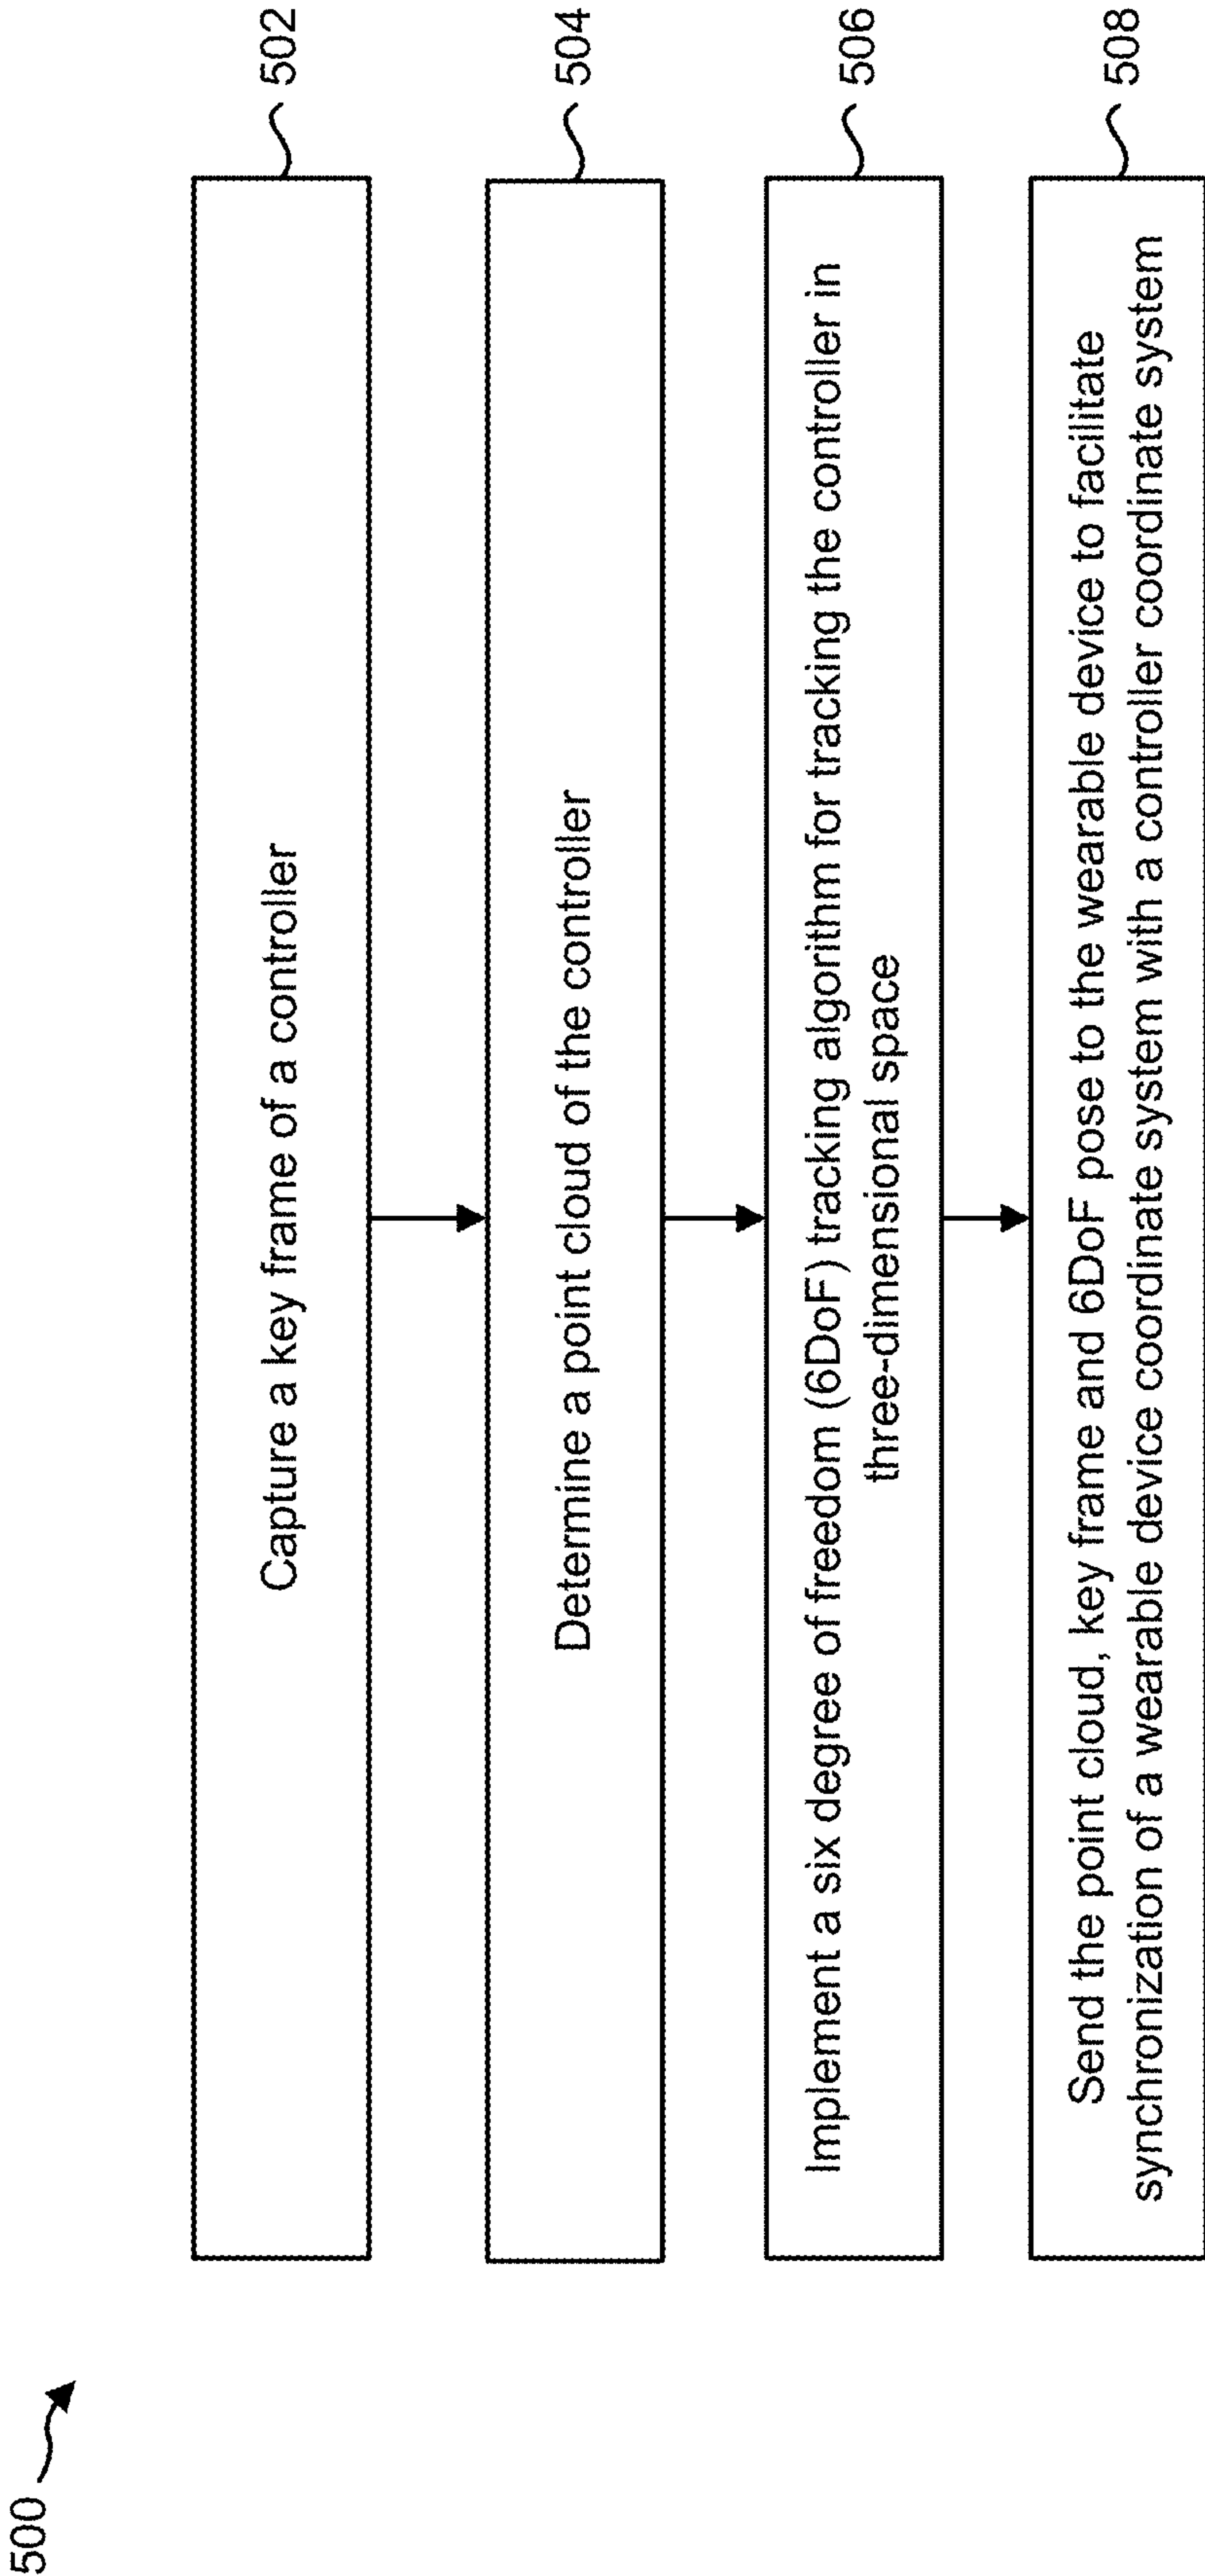 500
Capture a key frame of a controller
502
Determine a point cloud of the controller
504
Implement a six degree of freedom (6DoF) tracking algorithm for tracking the controller in
three-dimensional space
506
Send the point cloud, key frame and 6DoF pose to the wearable device to facilitate
synchronization of a wearable device coordinate system with a controller coordinate system
508